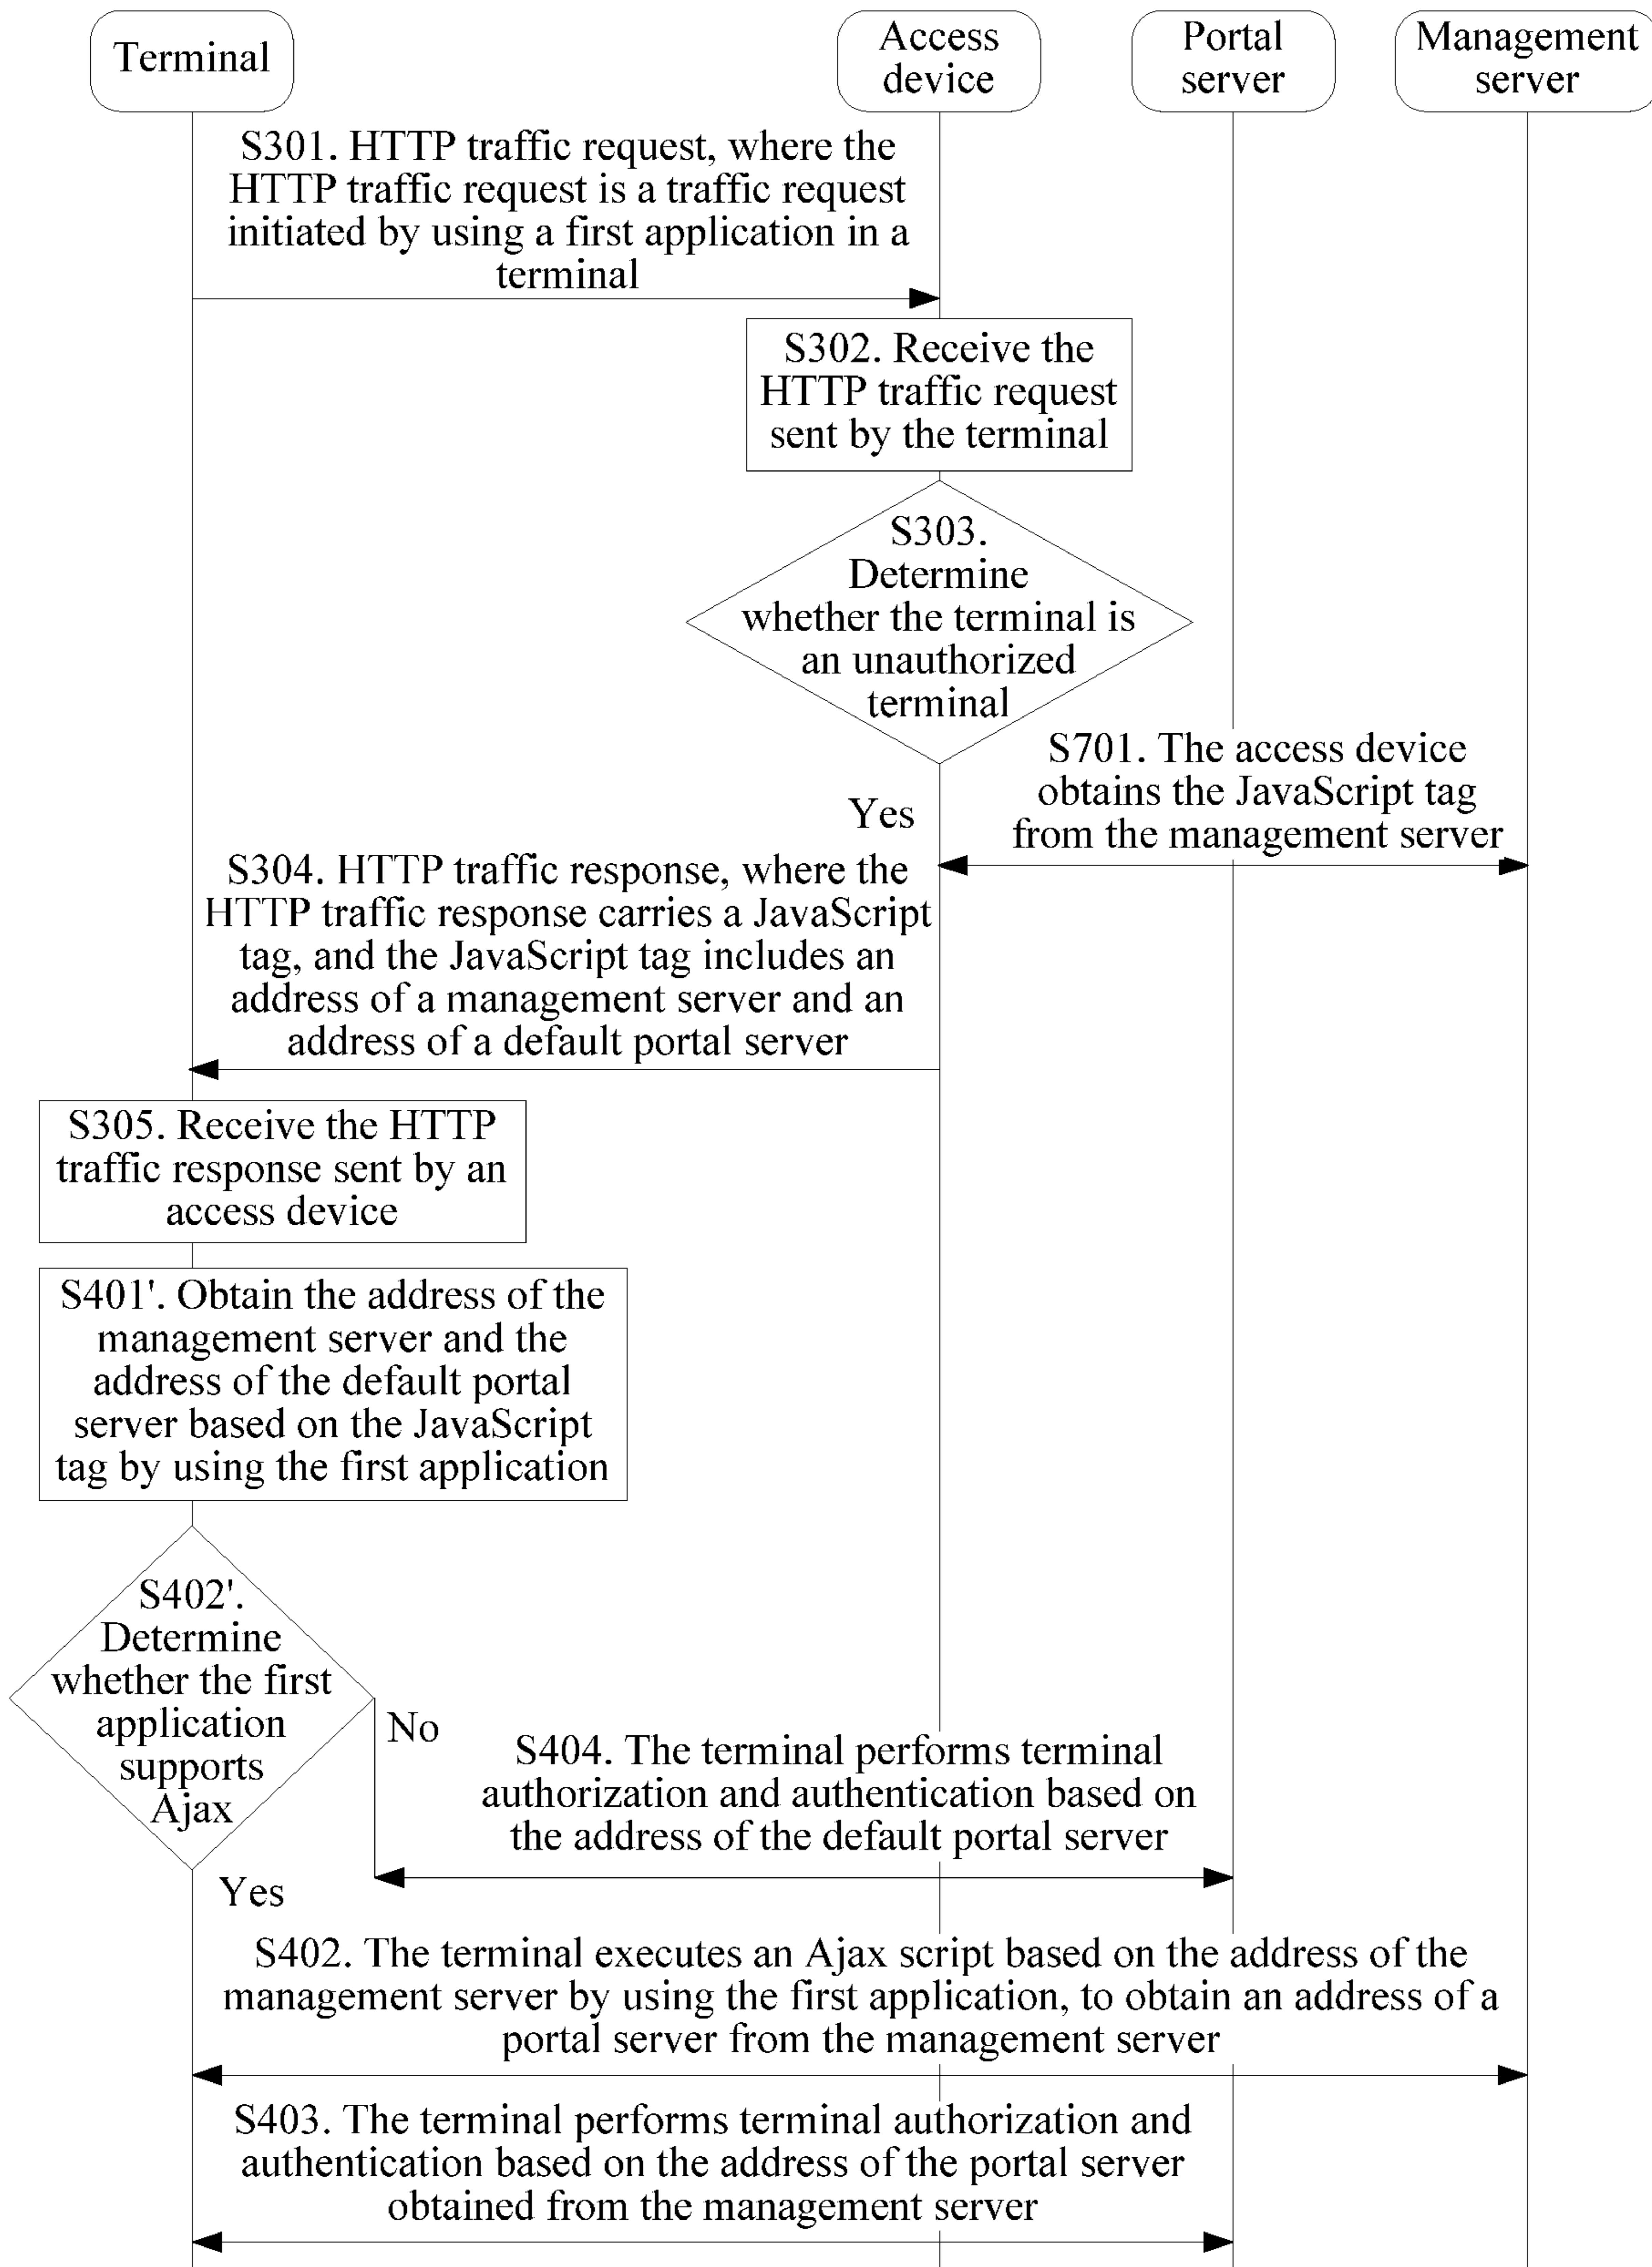 Terminal
Access
device
Portal
server
Management
server
S301. HTTP traffic request, where the
HTTP traffic request is a traffic request
initiated by using a first application in a
terminal
S302. Receive the
HTTP traffic request
sent by the terminal
S303.
Determine
whether the terminal is
an unauthorized
terminal
S701. The access device
obtains the JavaScript tag
from the management server
Yes
S304. HTTP traffic response, where the
HTTP traffic response carries a JavaScript
tag, and the JavaScript tag includes an
address of a management server and an
address of a default portal server
S305. Receive the HTTP
traffic response sent by an
access device
S401'. Obtain the address of the
management server and the
address of the default portal
server based on the JavaScript
tag by using the first application
S402'.
Determine
whether the first
application
supports
Ajax
No
S404. The terminal performs terminal
authorization and authentication based on
the address of the default portal server
Yes
S402. The terminal executes an Ajax script based on the address of the
management server by using the first application, to obtain an address of a
portal server from the management server
S403. The terminal performs terminal authorization and
authentication based on the address of the portal server
obtained from the management server